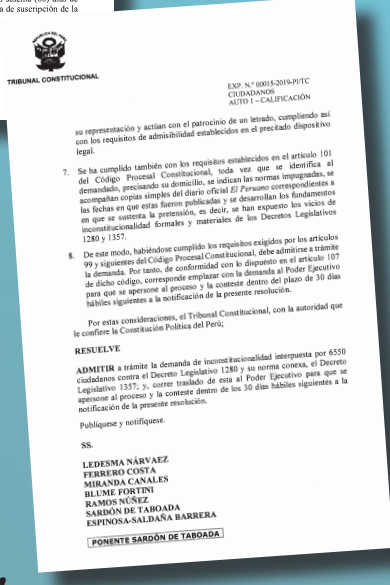 sesenta (60) días de
a de suscripción de la
TRIBUNAL CONSTITUCIONAL
EXP. N.° 00015-2019-PI/TC
CIUDADANOS
AUTO 1 – CALIFICACIÓN
su representación y actúan con el patrocinio de un letrado, cumpliendo así
con los requisitos de admisibilidad establecidos en el precitado dispositivo
legal.
7. Se ha cumplido también con los requisitos establecidos en el artículo 101
del Código Procesal Constitucional, toda vez que se identifica al
demandado, precisando su domicilio, se indican las normas impugnadas, se
acompañan copias simples del diario oficial El Peruano correspondientes a
las fechas en que estas fueron publicadas y se desarrollan los fundamentos
en que se sustenta la pretensión, es decir, se han expuesto los vicios de
inconstitucionalidad formales y materiales de los Decretos Legislativos
1280 y 1357.
8. De este modo, habiéndose cumplido los requisitos exigidos por los artículos
99 y siguientes del Código Procesal Constitucional, debe admitirse a trámite
la demanda. Por tanto, de conformidad con lo dispuesto en el artículo 107
de dicho código, corresponde emplazar con la demanda al Poder Ejecutivo
para que se apersone al proceso y la conteste dentro del plazo de 30 días
hábiles siguientes a la notificación de la presente resolución.
Por estas consideraciones, el Tribunal Constitucional, con la autoridad que
le confiere la Constitución Política del Perú;
RESUELVE
ADMITIR a trámite la demanda de inconstitucionalidad interpuesta por 6550
ciudadanos contra el Decreto Legislativo 1280 y su norma conexa, el Decreto
Legislativo 1357; y, correr traslado de esta al Poder Ejecutivo para que se
apersone al proceso y la conteste dentro de los 30 días hábiles siguientes a la
notificación de la presente resolución.
Publíquese y notifíquese.
SS.
LEDESMA NARVÁEZ
FERRERO COSTA
MIRANDA CANALES
BLUME FORTINI
RAMOS NÚÑEZ
SARDÓN DE TABOADA
ESPINOSA-SALDAÑA BARRERA
PONENTE SARDÓN DE TABOADA